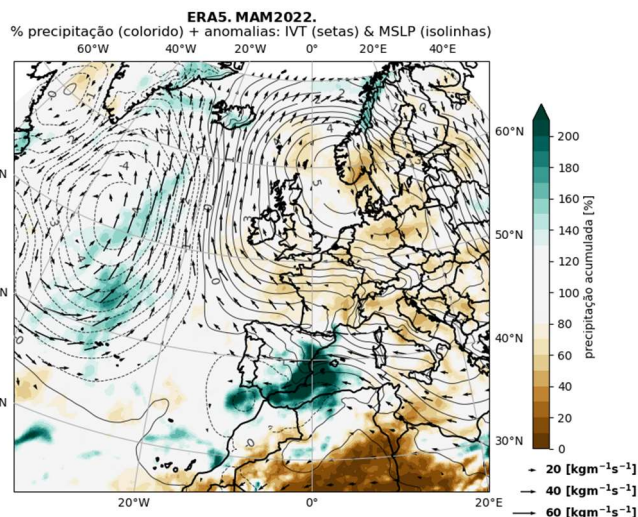 ERA5. MAM2022.
% precipitação (colorido) + anomalias: IVT (setas) & MSLP (isolinhas)
60°W 40°W 20°W 0° 20°E 40°E
60°N
50°N
40°N
30°N
20°W 0° 20°E
200
180
160
140
120
100
80
60
40
20
0
precipitação acumulada [%]
20 [kgm⁻¹s⁻¹]
40 [kgm⁻¹s⁻¹]
60 [kgm⁻¹s⁻¹]